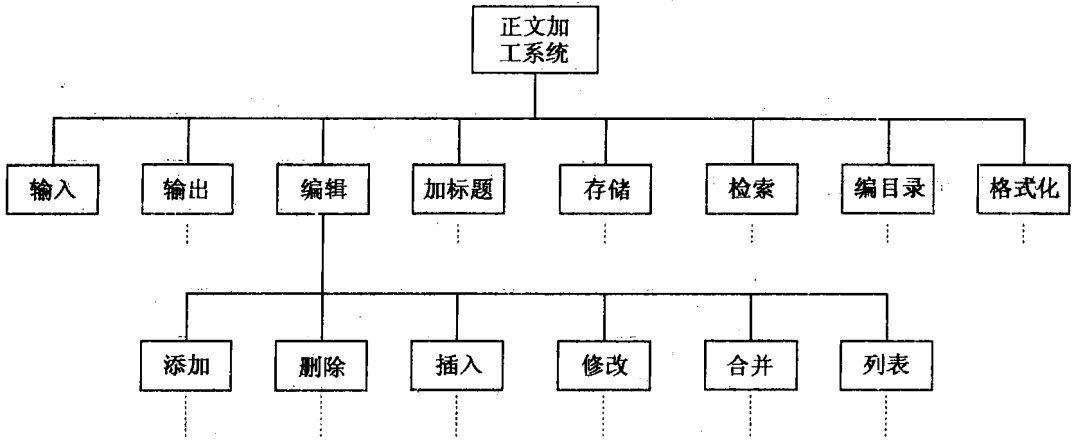 正文加
工系统
输入
输出
编辑
加标题
存储
检索
编目录
格式化
添加
删除
插入
修改
合并
列表